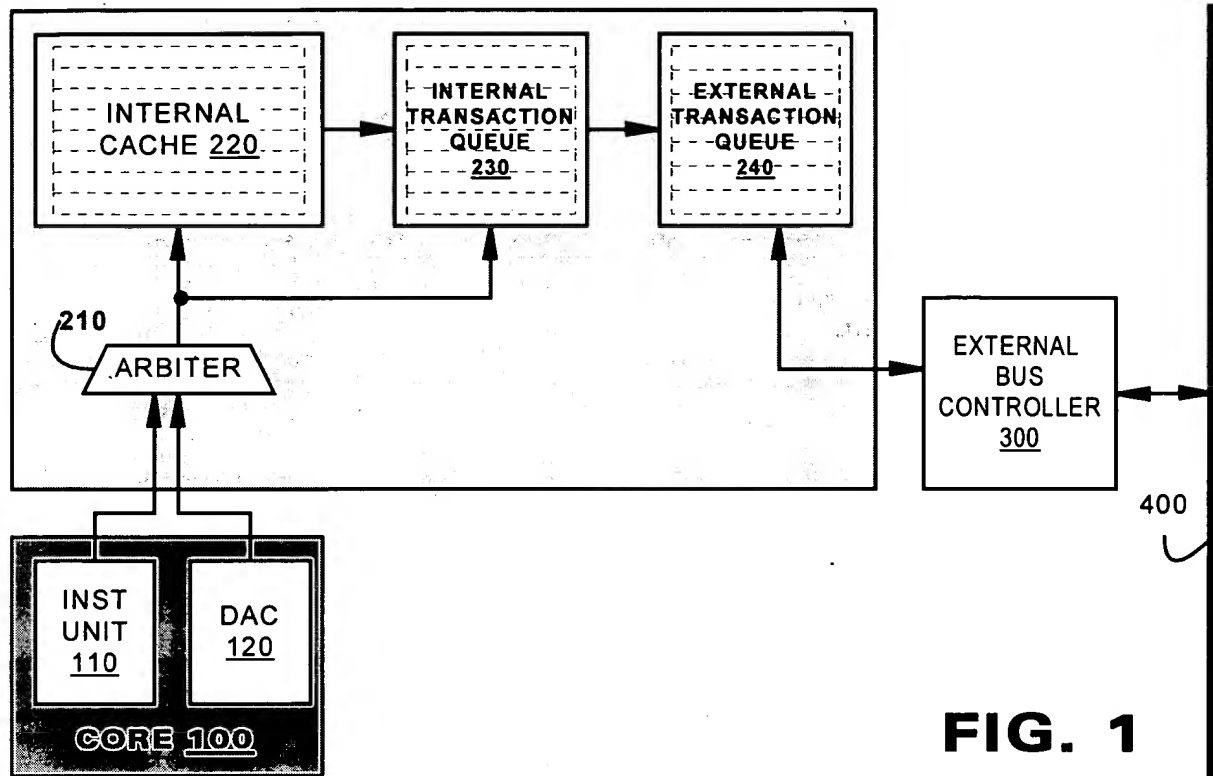 INTERNAL
CACHE 220
INTERNAL
TRANSACTION
QUEUE
230
EXTERNAL
TRANSACTION
QUEUE
240
210
ARBITER
EXTERNAL
BUS
CONTROLLER
300
400
INST
UNIT
110
DAC
120
CORE 100
FIG. 1